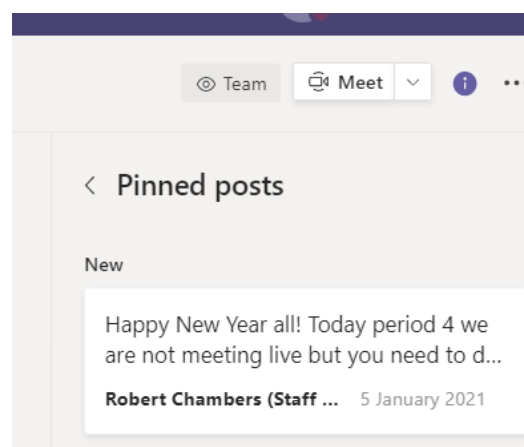 Team Meet
Pinned posts
New
Happy New Year all! Today period 4 we
are not meeting live but you need to d...
Robert Chambers (Staff ... 5 January 2021